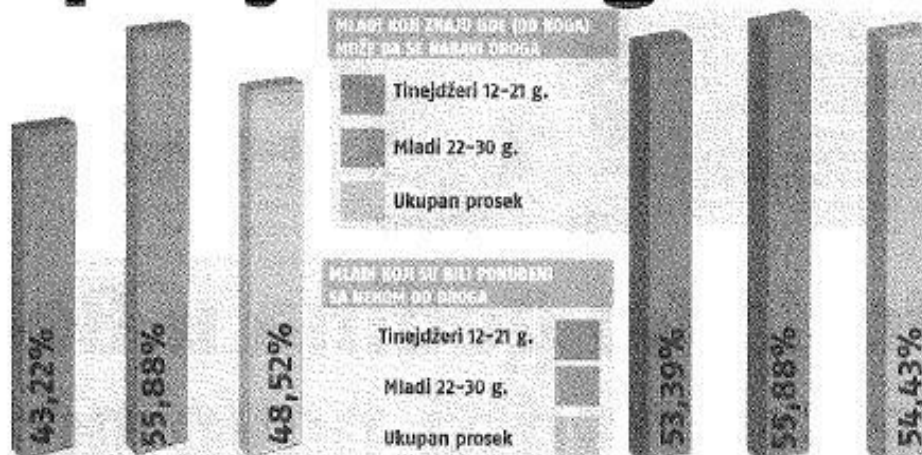 MLADI KOJI ZNAJU GDE (OD KOGA)
MOŽE DA SE NABAVI DROGA
Tinejdžeri 12-21 g.
Mladi 22-30 g.
Ukupan prosek
MLADI KOJI SU BILI PONUĐENI
SA NEKOM OD DROGA
Tinejdžeri 12-21 g.
Mladi 22-30 g.
Ukupan prosek
43,22%
55,88%
48,52%
53,39%
55,88%
54,43%